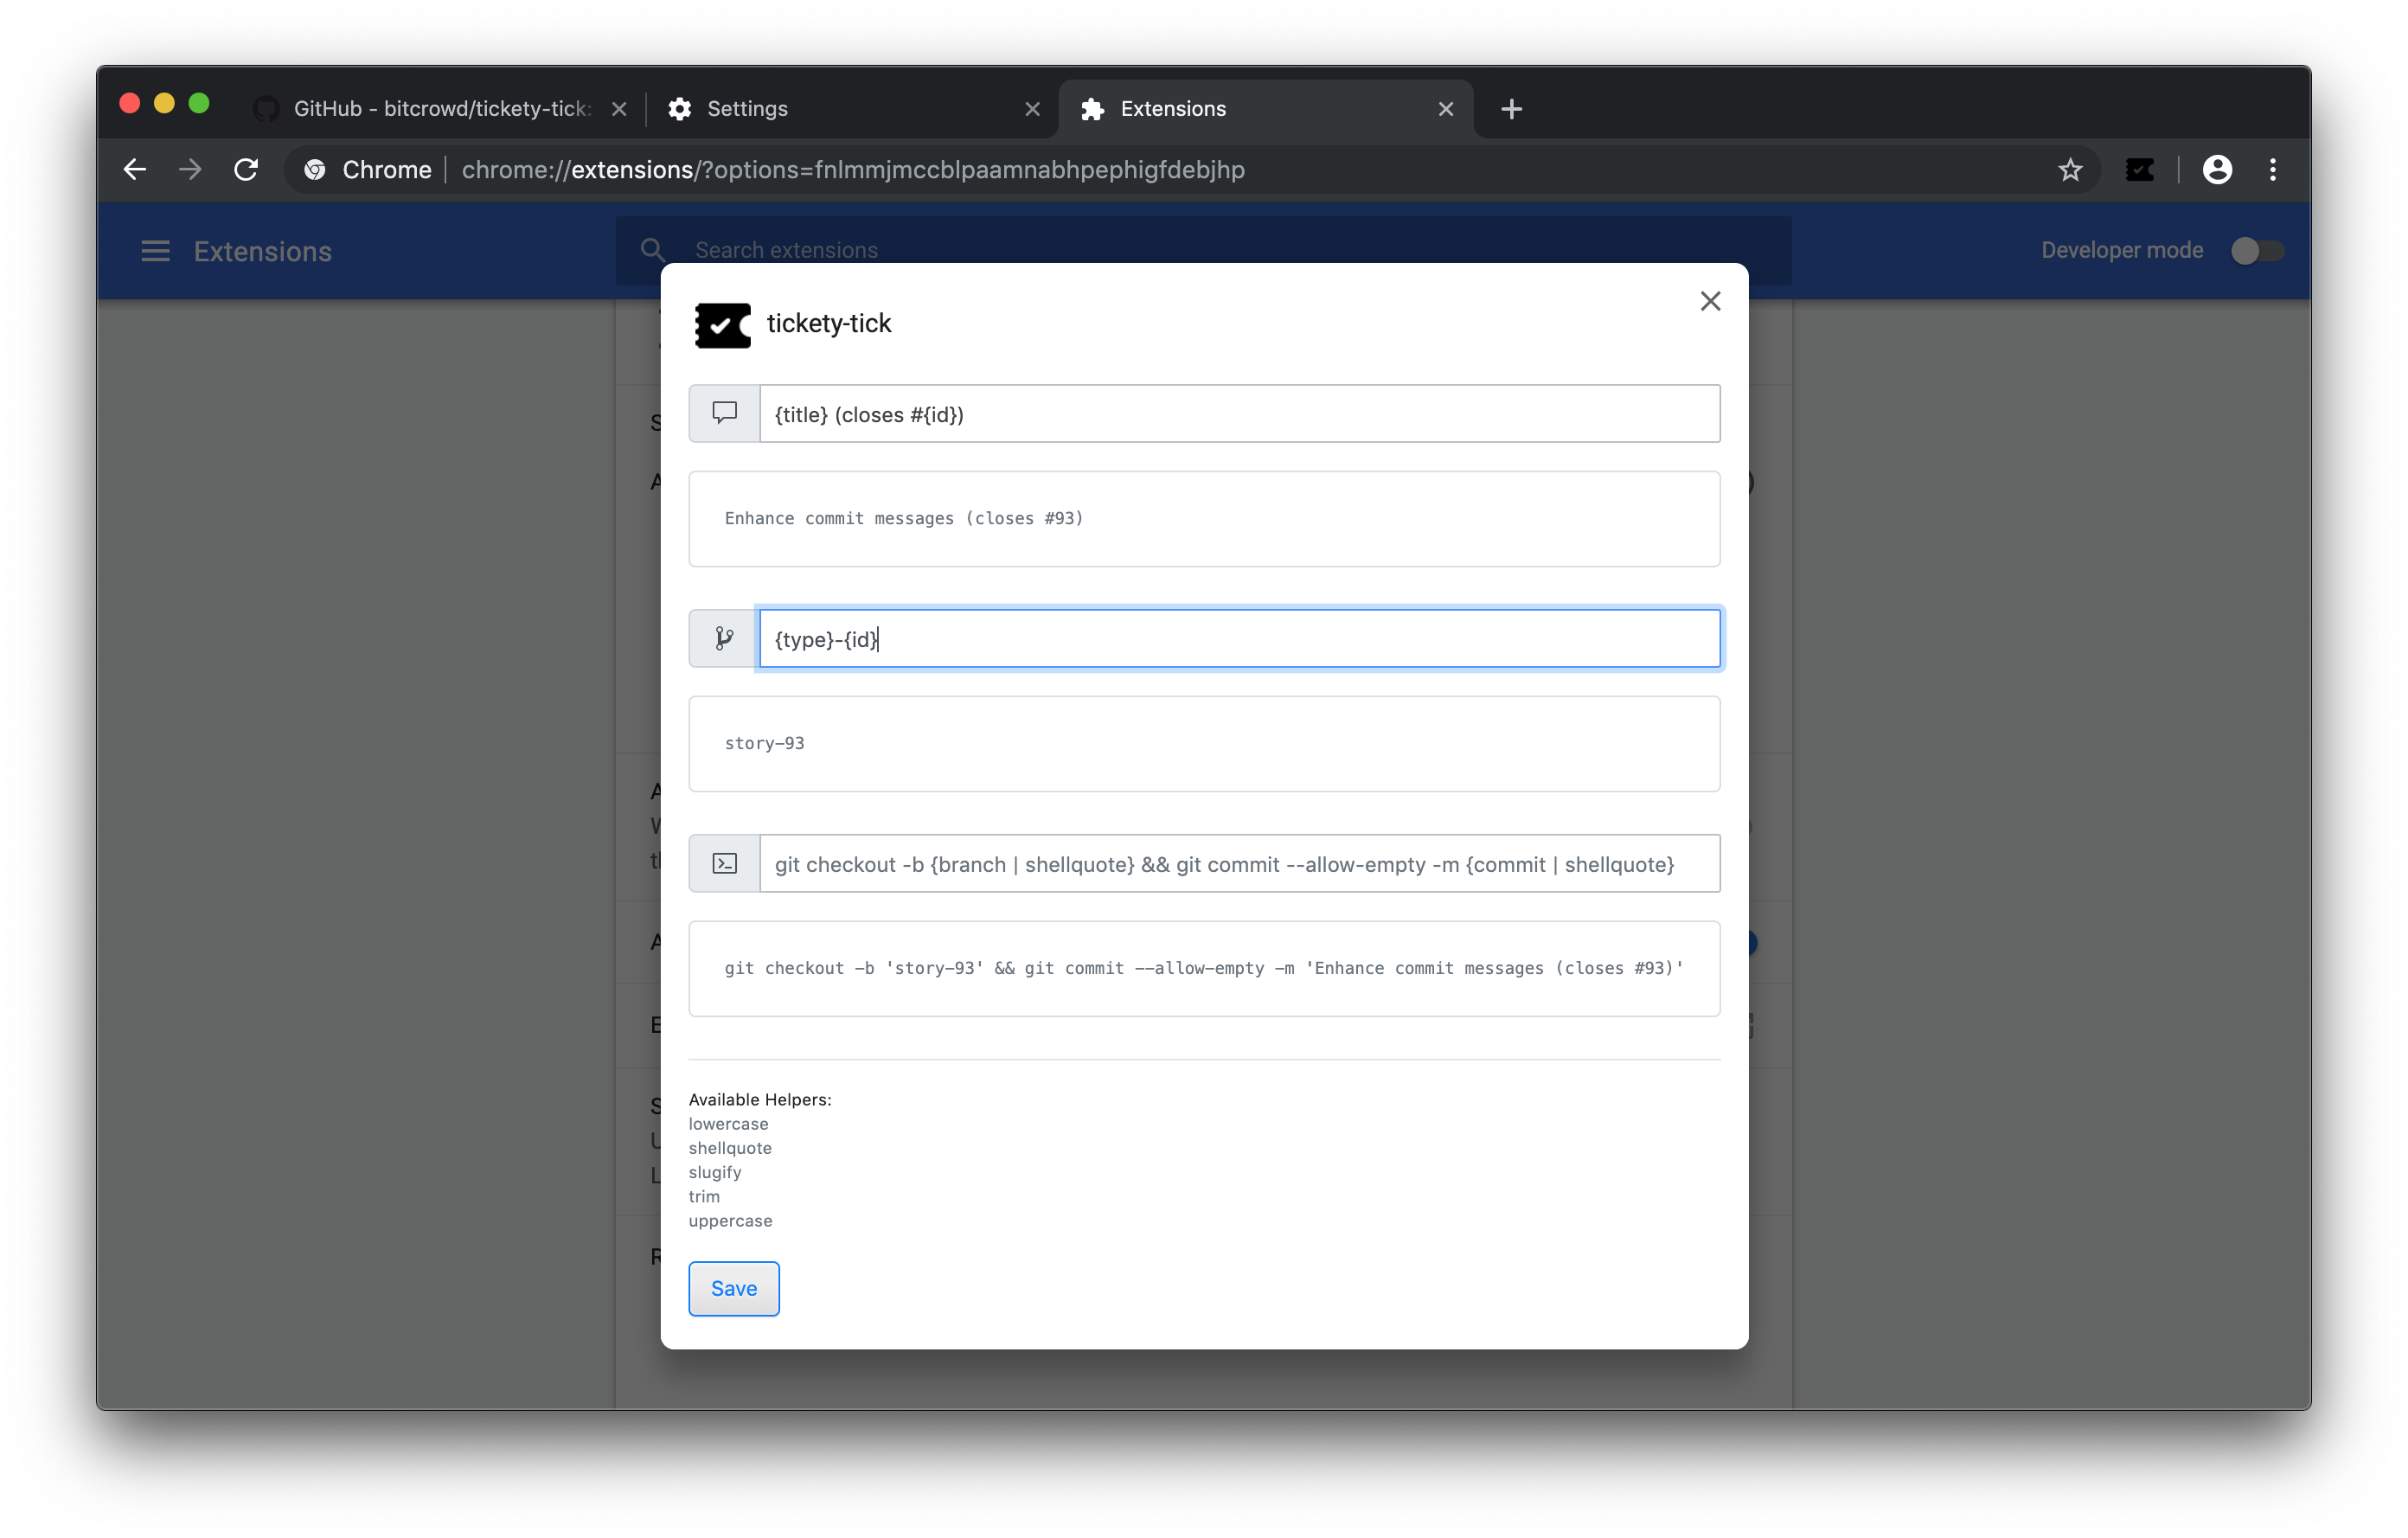 GitHub - bitcrowd/tickety-tick:
Settings
Extensions
Chrome
chrome://extensions/?options=fnlmmjmccblpaamnabhpephigfdebjhp
Extensions
Search extensions
Developer mode
tickety-tick
{title} (closes #{id})
Enhance commit messages (closes #93)
{type}-{id}
story-93
git checkout -b {branch | shellquote} && git commit --allow-empty -m {commit | shellquote}
git checkout -b 'story-93' && git commit --allow-empty -m 'Enhance commit messages (closes #93)'
Available Helpers:
lowercase
shellquote
slugify
trim
uppercase
Save